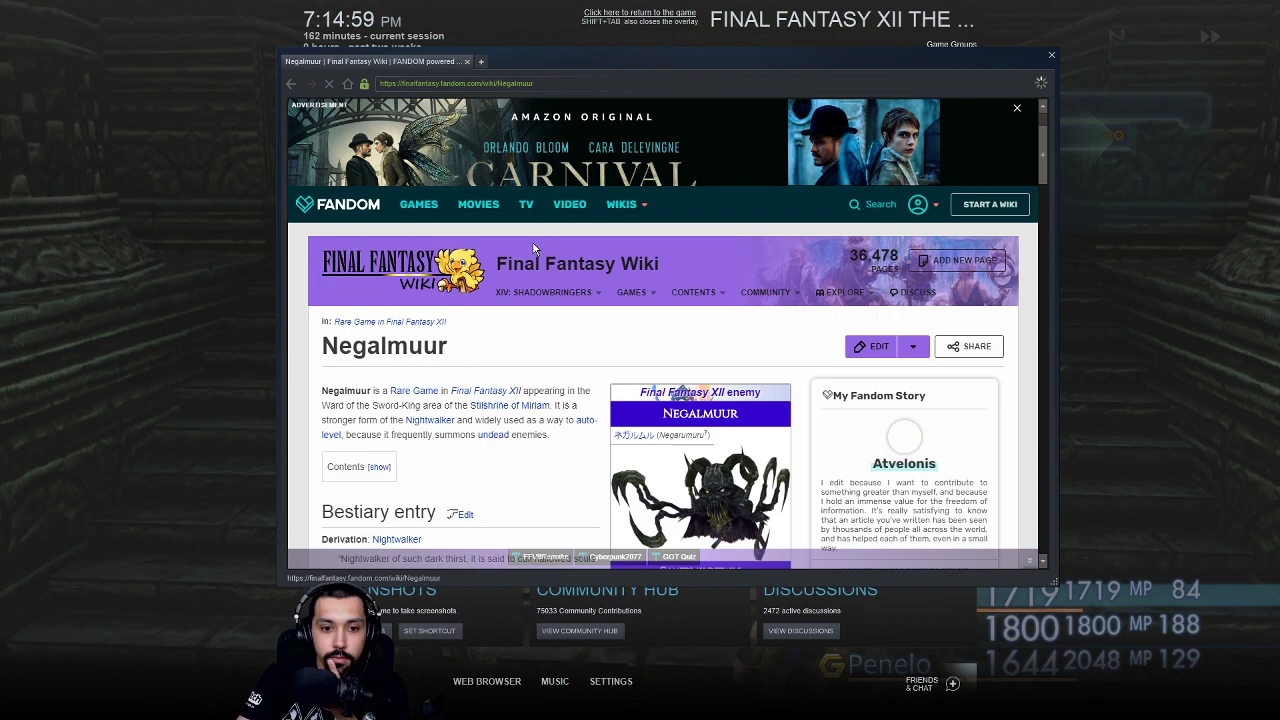 7:14:59 PM
162 minutes - current session
Click here to return to the game
SHIFT+TAB also closes the overlay
FINAL FANTASY XII THE ...
Game Groups
Negalmuur | Final Fantasy Wiki | FANDOM powered ...
https://finalfantasy.fandom.com/wiki/Negalmuur
ADVERTISEMENT
AMAZON ORIGINAL
ORLANDO BLOOM CARA DELEVINGNE
CARNIVAL
FANDOM GAMES MOVIES TV VIDEO WIKIS Search START A WIKI
FINAL FANTASY WIKI
Final Fantasy Wiki
36,478 PAGES
ADD NEW PAGE
XIV: SHADOWBRINGERS GAMES CONTENTS COMMUNITY EXPLORE DISCUSS
in: Rare Game in Final Fantasy XII
Negalmuur
EDIT SHARE
Negalmuur is a Rare Game in Final Fantasy XII appearing in the
Ward of the Sword-King area of the Stilshrine of Miriam. It is a
stronger form of the Nightwalker and widely used as a way to auto-
level, because it frequently summons undead enemies.
Contents [show]
Bestiary entry Edit
Derivation: Nightwalker
"Nightwalker of such dark thirst, it is said to
Final Fantasy XII enemy
NEGALMUUR
ネガルムル (Negarumuru?)
My Fandom Story
Atvelonis
I edit because I want to contribute to
something greater than myself, and because
I hold an immense value for the freedom of
information. It's really satisfying to know
that an article you've written has been seen
by thousands of people all across the world,
and has helped each of them, even in a small
way.
Cyberpunk2077
GOT Quiz
https://finalfantasy.fandom.com/wiki/Negalmuur
COMMUNITY HUB
75033 Community Contributions
VIEW COMMUNITY HUB
DISCUSSIONS
2472 active discussions
VIEW DISCUSSIONS
me to take screenshots
SET SHORTCUT
1719 1719 MP 84
1800 1800 MP 188
Penelo 1644 2048 MP 129
WEB BROWSER MUSIC SETTINGS
FRIENDS
& CHAT